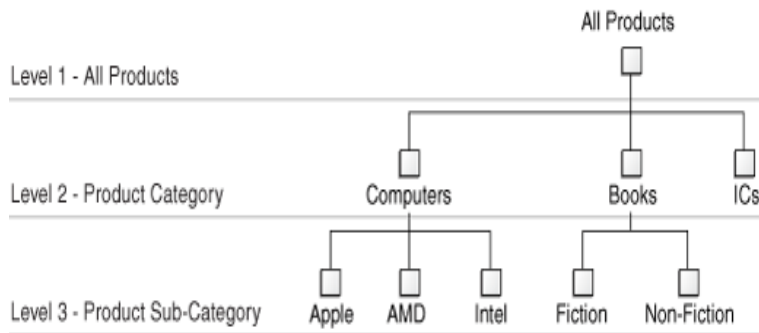 All Products
Level 1 - All Products
Level 2 - Product Category
Computers
Books
ICs
Level 3 - Product Sub-Category
Apple
AMD
Intel
Fiction
Non-Fiction